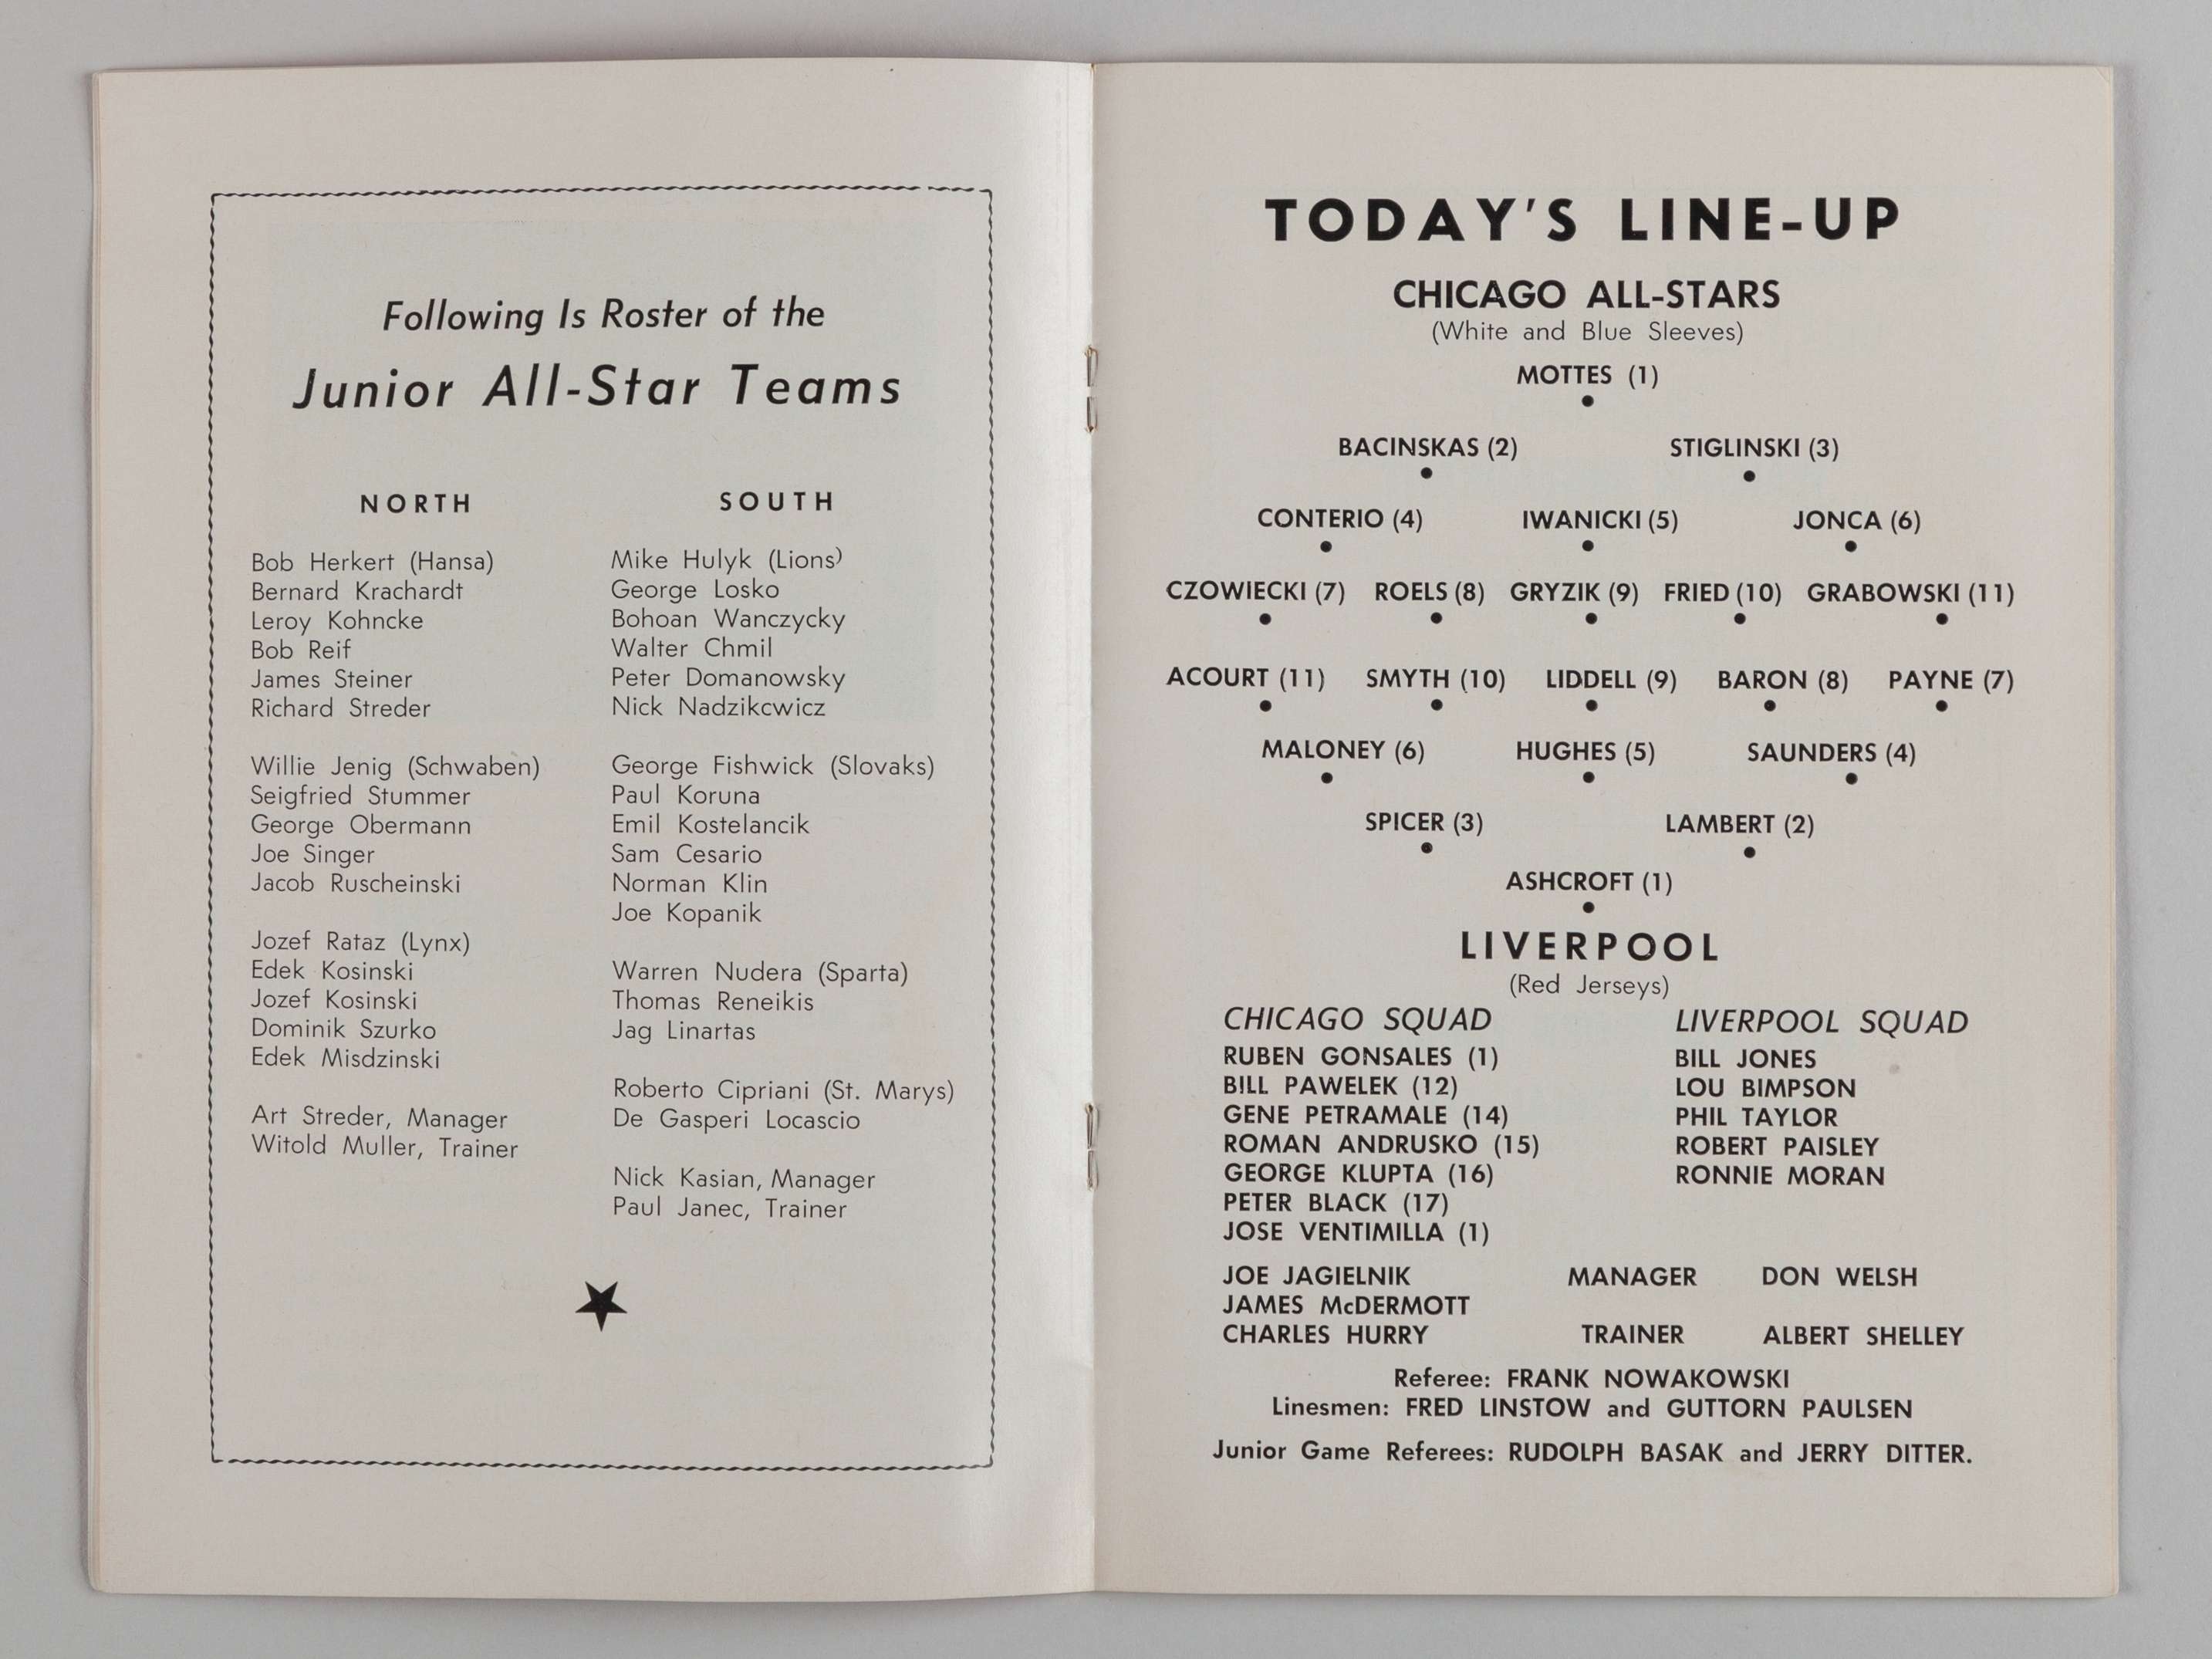 Following Is Roster of the
Junior All-Star Teams
NORTH
Bob Herkert (Hansa)
Bernard Krachardt
Leroy Kohncke
Bob Reif
James Steiner
Richard Streder
Willie Jenig (Schwaben)
Seigfried Stummer
George Obermann
Joe Singer
Jacob Ruscheinski
Jozef Rataz (Lynx)
Edek Kosinski
Jozef Kosinski
Dominik Szurko
Edek Misdzinski
Art Streder, Manager
Witold Muller, Trainer
SOUTH
Mike Hulyk (Lions)
George Losko
Bohoan Wanczycky
Walter Chmil
Peter Domanowsky
Nick Nadzikcwicz
George Fishwick (Slovaks)
Paul Koruna
Emil Kostelancik
Sam Cesario
Norman Klin
Joe Kopanik
Warren Nudera (Sparta)
Thomas Reneikis
Jag Linartas
Roberto Cipriani (St. Marys)
De Gasperi Locascio
Nick Kasian, Manager
Paul Janec, Trainer
TODAY'S LINE-UP
CHICAGO ALL-STARS
(White and Blue Sleeves)
MOTTES (1)
BACINSKAS (2) STIGLINSKI (3)
CONTERIO (4) IWANICKI (5) JONCA (6)
CZOWIECKI (7) ROELS (8) GRYZIK (9) FRIED (10) GRABOWSKI (11)
ACOURT (11) SMYTH (10) LIDDELL (9) BARON (8) PAYNE (7)
MALONEY (6) HUGHES (5) SAUNDERS (4)
SPICER (3) LAMBERT (2)
ASHCROFT (1)
LIVERPOOL
(Red Jerseys)
CHICAGO SQUAD
RUBEN GONSALES (1)
BILL PAWELEK (12)
GENE PETRAMALE (14)
ROMAN ANDRUSKO (15)
GEORGE KLUPTA (16)
PETER BLACK (17)
JOSE VENTIMILLA (1)
LIVERPOOL SQUAD
BILL JONES
LOU BIMPSON
PHIL TAYLOR
ROBERT PAISLEY
RONNIE MORAN
JOE JAGIELNIK MANAGER DON WELSH
JAMES McDERMOTT
CHARLES HURRY TRAINER ALBERT SHELLEY
Referee: FRANK NOWAKOWSKI
Linesmen: FRED LINSTOW and GUTTORN PAULSEN
Junior Game Referees: RUDOLPH BASAK and JERRY DITTER.